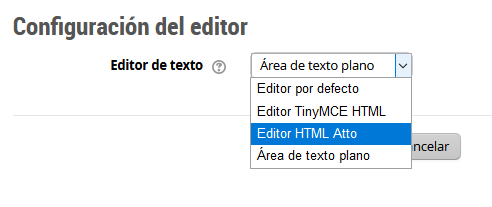 Configuración del editor
Editor de texto
Área de texto plano
Editor por defecto
Editor TinyMCE HTML
Editor HTML Atto
Área de texto plano